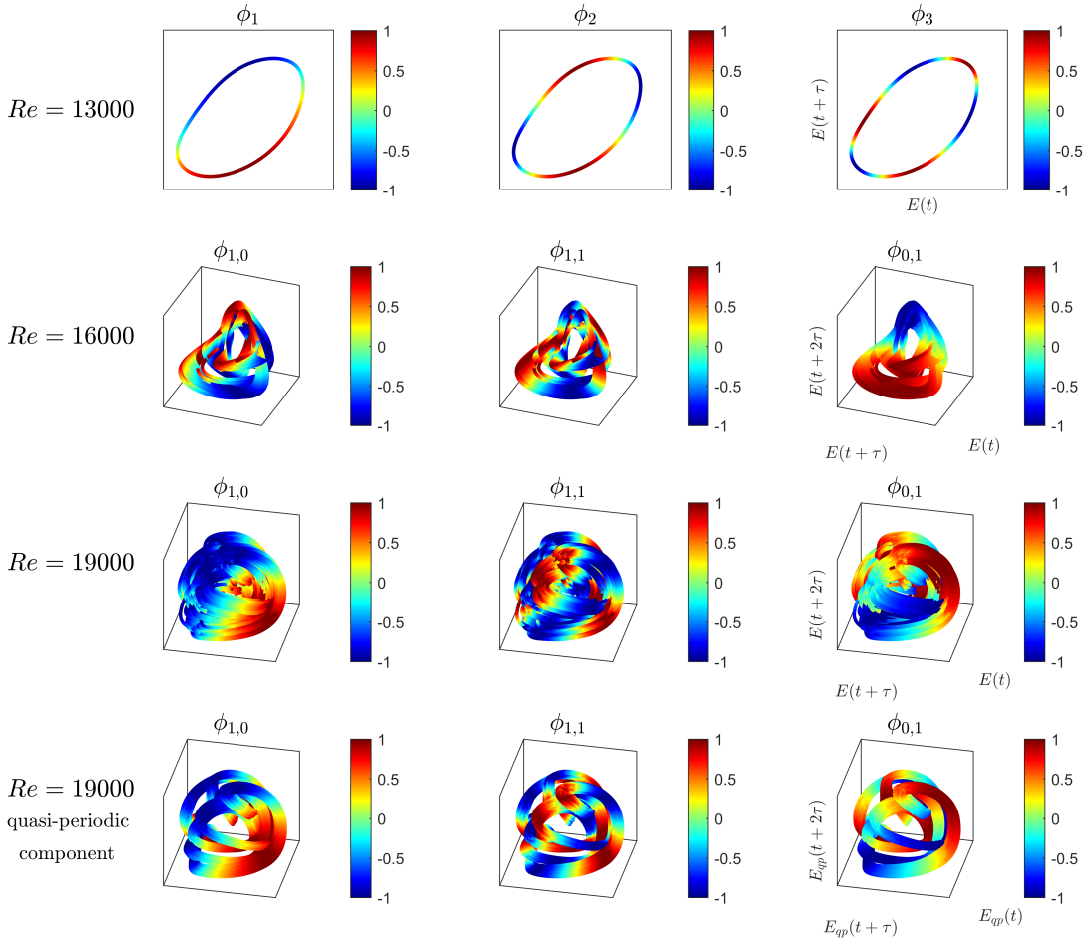 ϕ1 ϕ2 ϕ3
Re = 13000
1 0.5 0 -0.5 -1
1 0.5 0 -0.5 -1
E(t + τ)
1 0.5 0 -0.5 -1
E(t)
ϕ1,0 ϕ1,1 ϕ0,1
Re = 16000
1 0.5 0 -0.5 -1
1 0.5 0 -0.5 -1
E(t + 2τ)
1 0.5 0 -0.5 -1
E(t + τ)
E(t)
ϕ1,0 ϕ1,1 ϕ0,1
Re = 19000
1 0.5 0 -0.5 -1
1 0.5 0 -0.5 -1
E(t + 2τ)
1 0.5 0 -0.5 -1
E(t + τ)
E(t)
ϕ1,0 ϕ1,1 ϕ0,1
Re = 19000
quasi-periodic
component
1 0.5 0 -0.5 -1
1 0.5 0 -0.5 -1
Eqp(t + 2τ)
1 0.5 0 -0.5 -1
Eqp(t + τ)
Eqp(t)